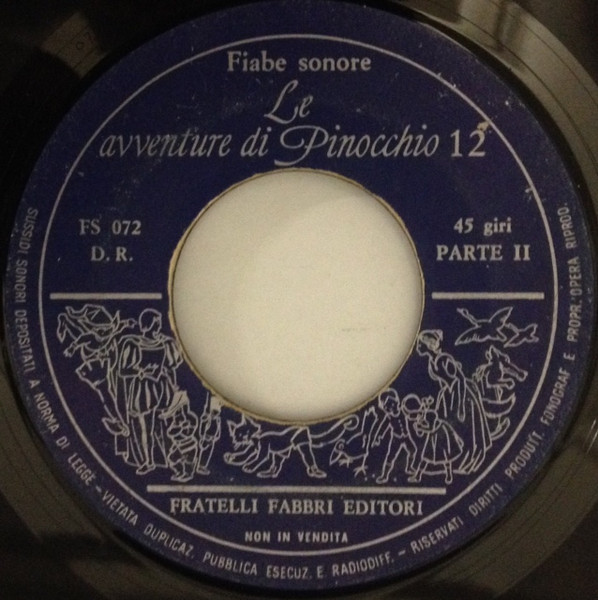 Fiabe sonore
Le
avventure di Pinocchio 12
FS 072
D. R.
45 giri
PARTE II
FRATELLI FABBRI EDITORI
NON IN VENDITA
SUSSIDI SONORI DEPOSITATI A NORMA DI LEGGE - VIETATA DUPLICAZ. PUBBLICA ESECUZ. E RADIODIFF. - RISERVATI DIRITTI PRODUTT. FONOGRAF E PROPR. OPERA RIPROD.